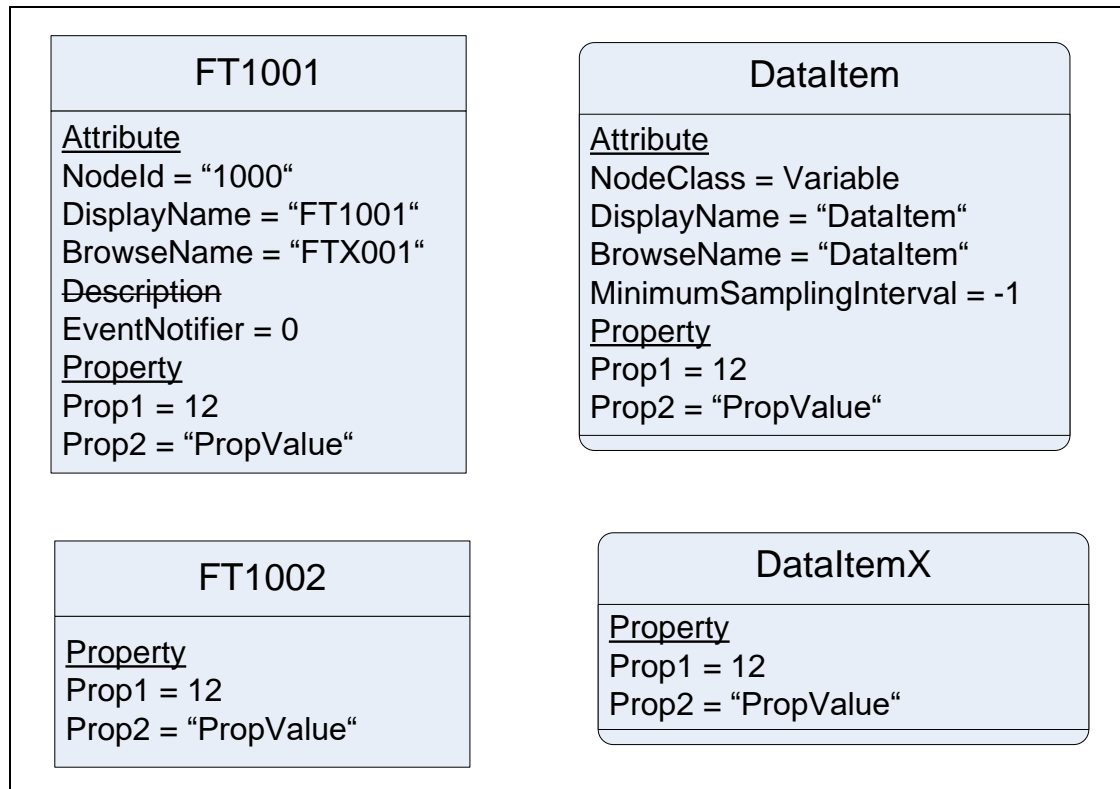 FT1001
Attribute
NodeId = “1000“
DisplayName = “FT1001“
BrowseName = “FTX001“
Description
EventNotifier = 0
Property
Prop1 = 12
Prop2 = “PropValue“
DataItem
Attribute
NodeClass = Variable
DisplayName = “DataItem“
BrowseName = “DataItem“
MinimumSamplingInterval = -1
Property
Prop1 = 12
Prop2 = “PropValue“
FT1002
Property
Prop1 = 12
Prop2 = “PropValue“
DataItemX
Property
Prop1 = 12
Prop2 = “PropValue“